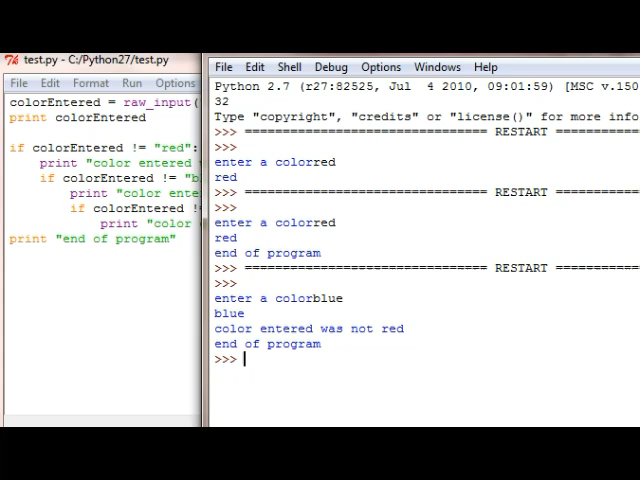 test.py - C:/Python27/test.py
File Edit Format Run Options
colorEntered = raw_input(
print colorEntered
if colorEntered != "red":
print "color entered
if colorEntered != "b
print "color ente
if colorEntered !=
print "color
print "end of program"
File Edit Shell Debug Options Windows Help
Python 2.7 (r27:82525, Jul  4 2010, 09:01:59) [MSC v.150
32
Type "copyright", "credits" or "license()" for more info
>>> ================================ RESTART ===========
>>>
enter a colorred
red
>>> ================================ RESTART ===========
>>>
enter a colorred
red
end of program
>>> ================================ RESTART ===========
>>>
enter a colorblue
blue
color entered was not red
end of program
>>>